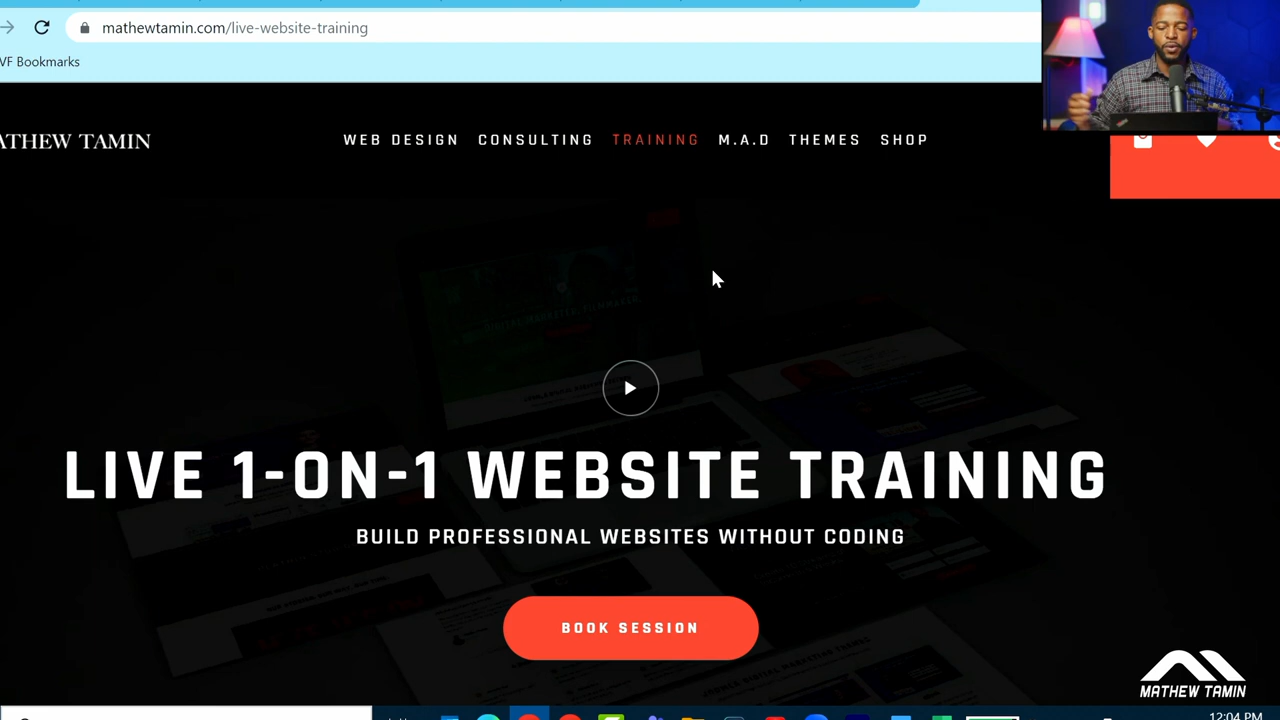 mathewtamin.com/live-website-training
VF Bookmarks
ATHEW TAMIN
WEB DESIGN CONSULTING TRAINING M.A.D THEMES SHOP
LIVE 1-ON-1 WEBSITE TRAINING
BUILD PROFESSIONAL WEBSITES WITHOUT CODING
BOOK SESSION
MATHEW TAMIN
12:04 PM